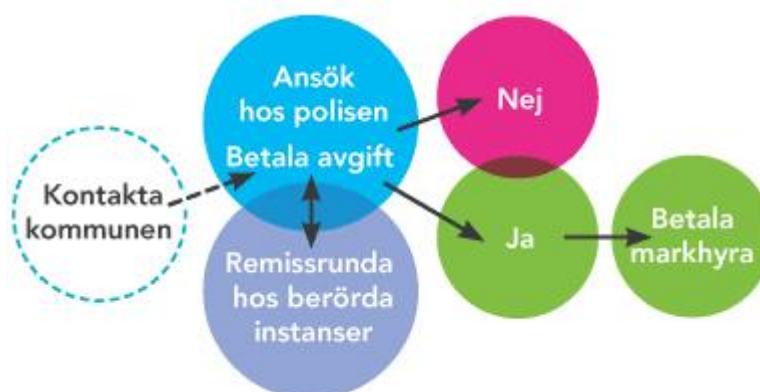 Kontakta
kommunen
Ansök
hos polisen
Betala avgift
Remissrunda
hos berörda
instanser
Nej
Ja
Betala
markhyra